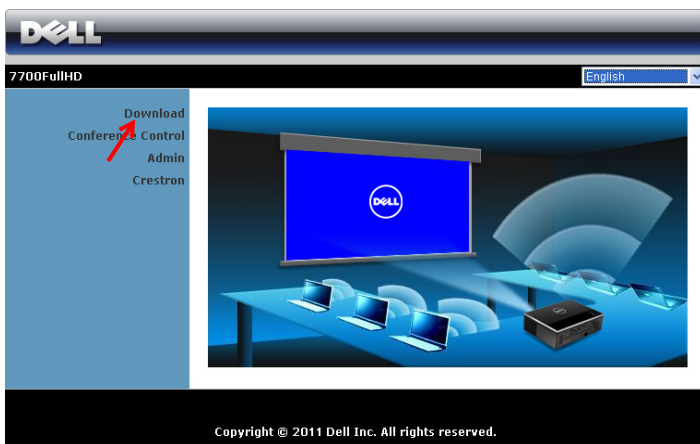 DELL
7700FullHD
English
Download
Conference Control
Admin
Crestron
DELL
Copyright © 2011 Dell Inc. All rights reserved.